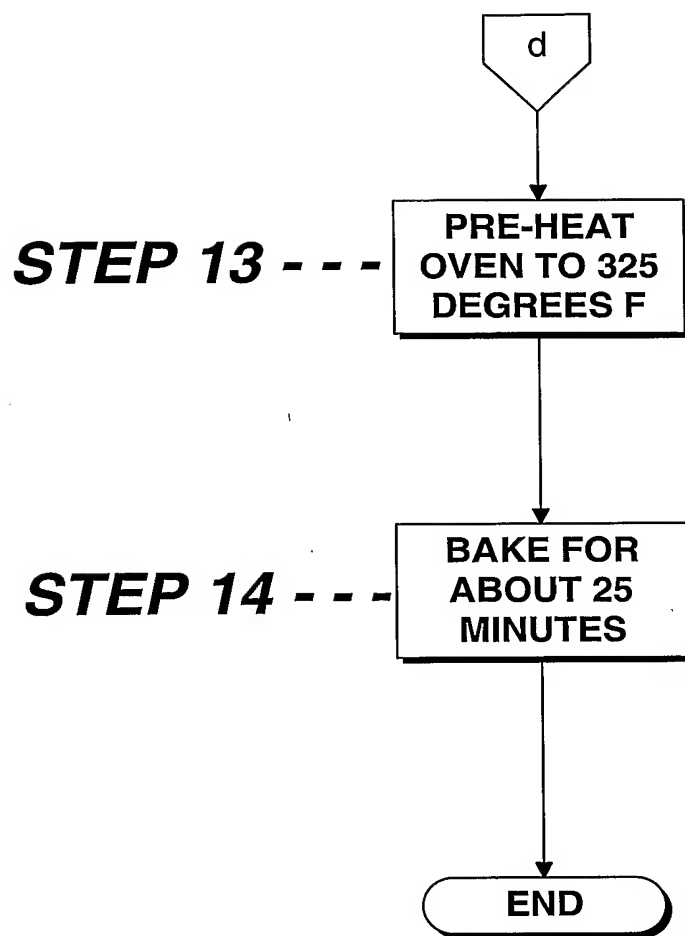 d
PRE-HEAT
OVEN TO 325
DEGREES F
STEP 13 - - -
BAKE FOR
ABOUT 25
MINUTES
STEP 14 - - -
END